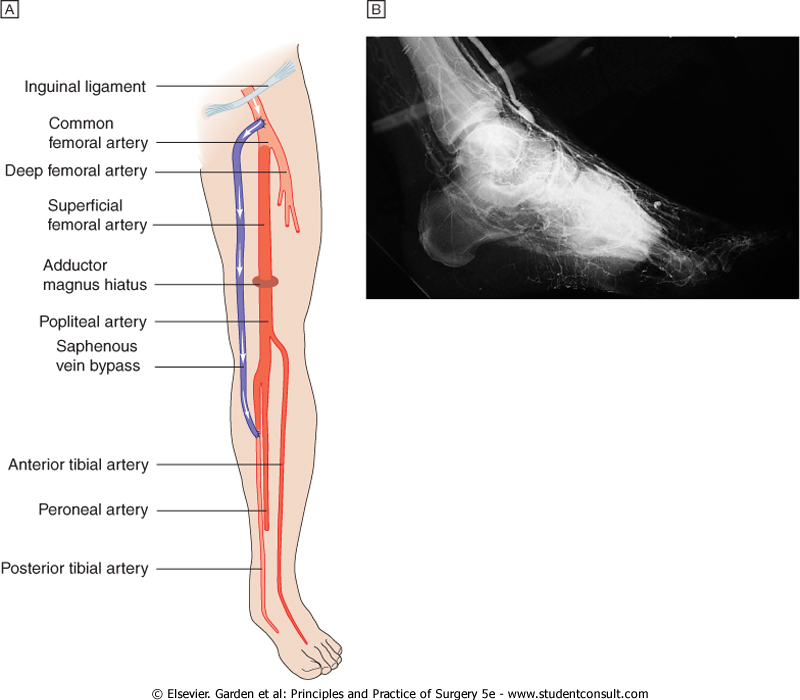 A
B
Inguinal ligament
Common
femoral artery
Deep femoral artery
Superficial
femoral artery
Adductor
magnus hiatus
Popliteal artery
Saphenous
vein bypass
Anterior tibial artery
Peroneal artery
Posterior tibial artery
© Elsevier. Garden et al: Principles and Practice of Surgery 5e - www.studentconsult.com